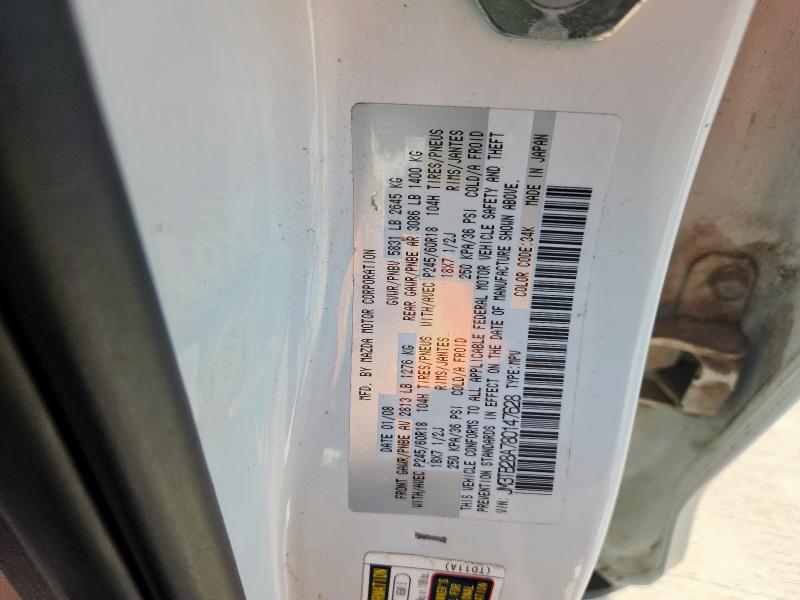 MFD. BY MAZDA MOTOR CORPORATION
DATE 01/08 GVWR/PNBV 5831 LB 2645 KG
FRONT GAWR/PNBE AV 2813 LB 1276 KG REAR GAWR/PNBE AR 3086 LB 1400 KG
WITH/AVEC P245/60R18 104H TIRES/PNEUS WITH/AVEC P245/60R18 104H TIRES/PNEUS
18X7 1/2J RIMS/JANTES 18X7 1/2J RIMS/JANTES
250 KPA/36 PSI COLD/A FROID 250 KPA/36 PSI COLD/A FROID
THIS VEHICLE CONFORMS TO ALL APPLICABLE FEDERAL MOTOR VEHICLE SAFETY AND THEFT
PREVENTION STANDARDS IN EFFECT ON THE DATE OF MANUFACTURE SHOWN ABOVE.
VIN: JM3TB28A780147628 TYPE:MPV COLOR CODE:34K
MADE IN JAPAN
(TD11A)